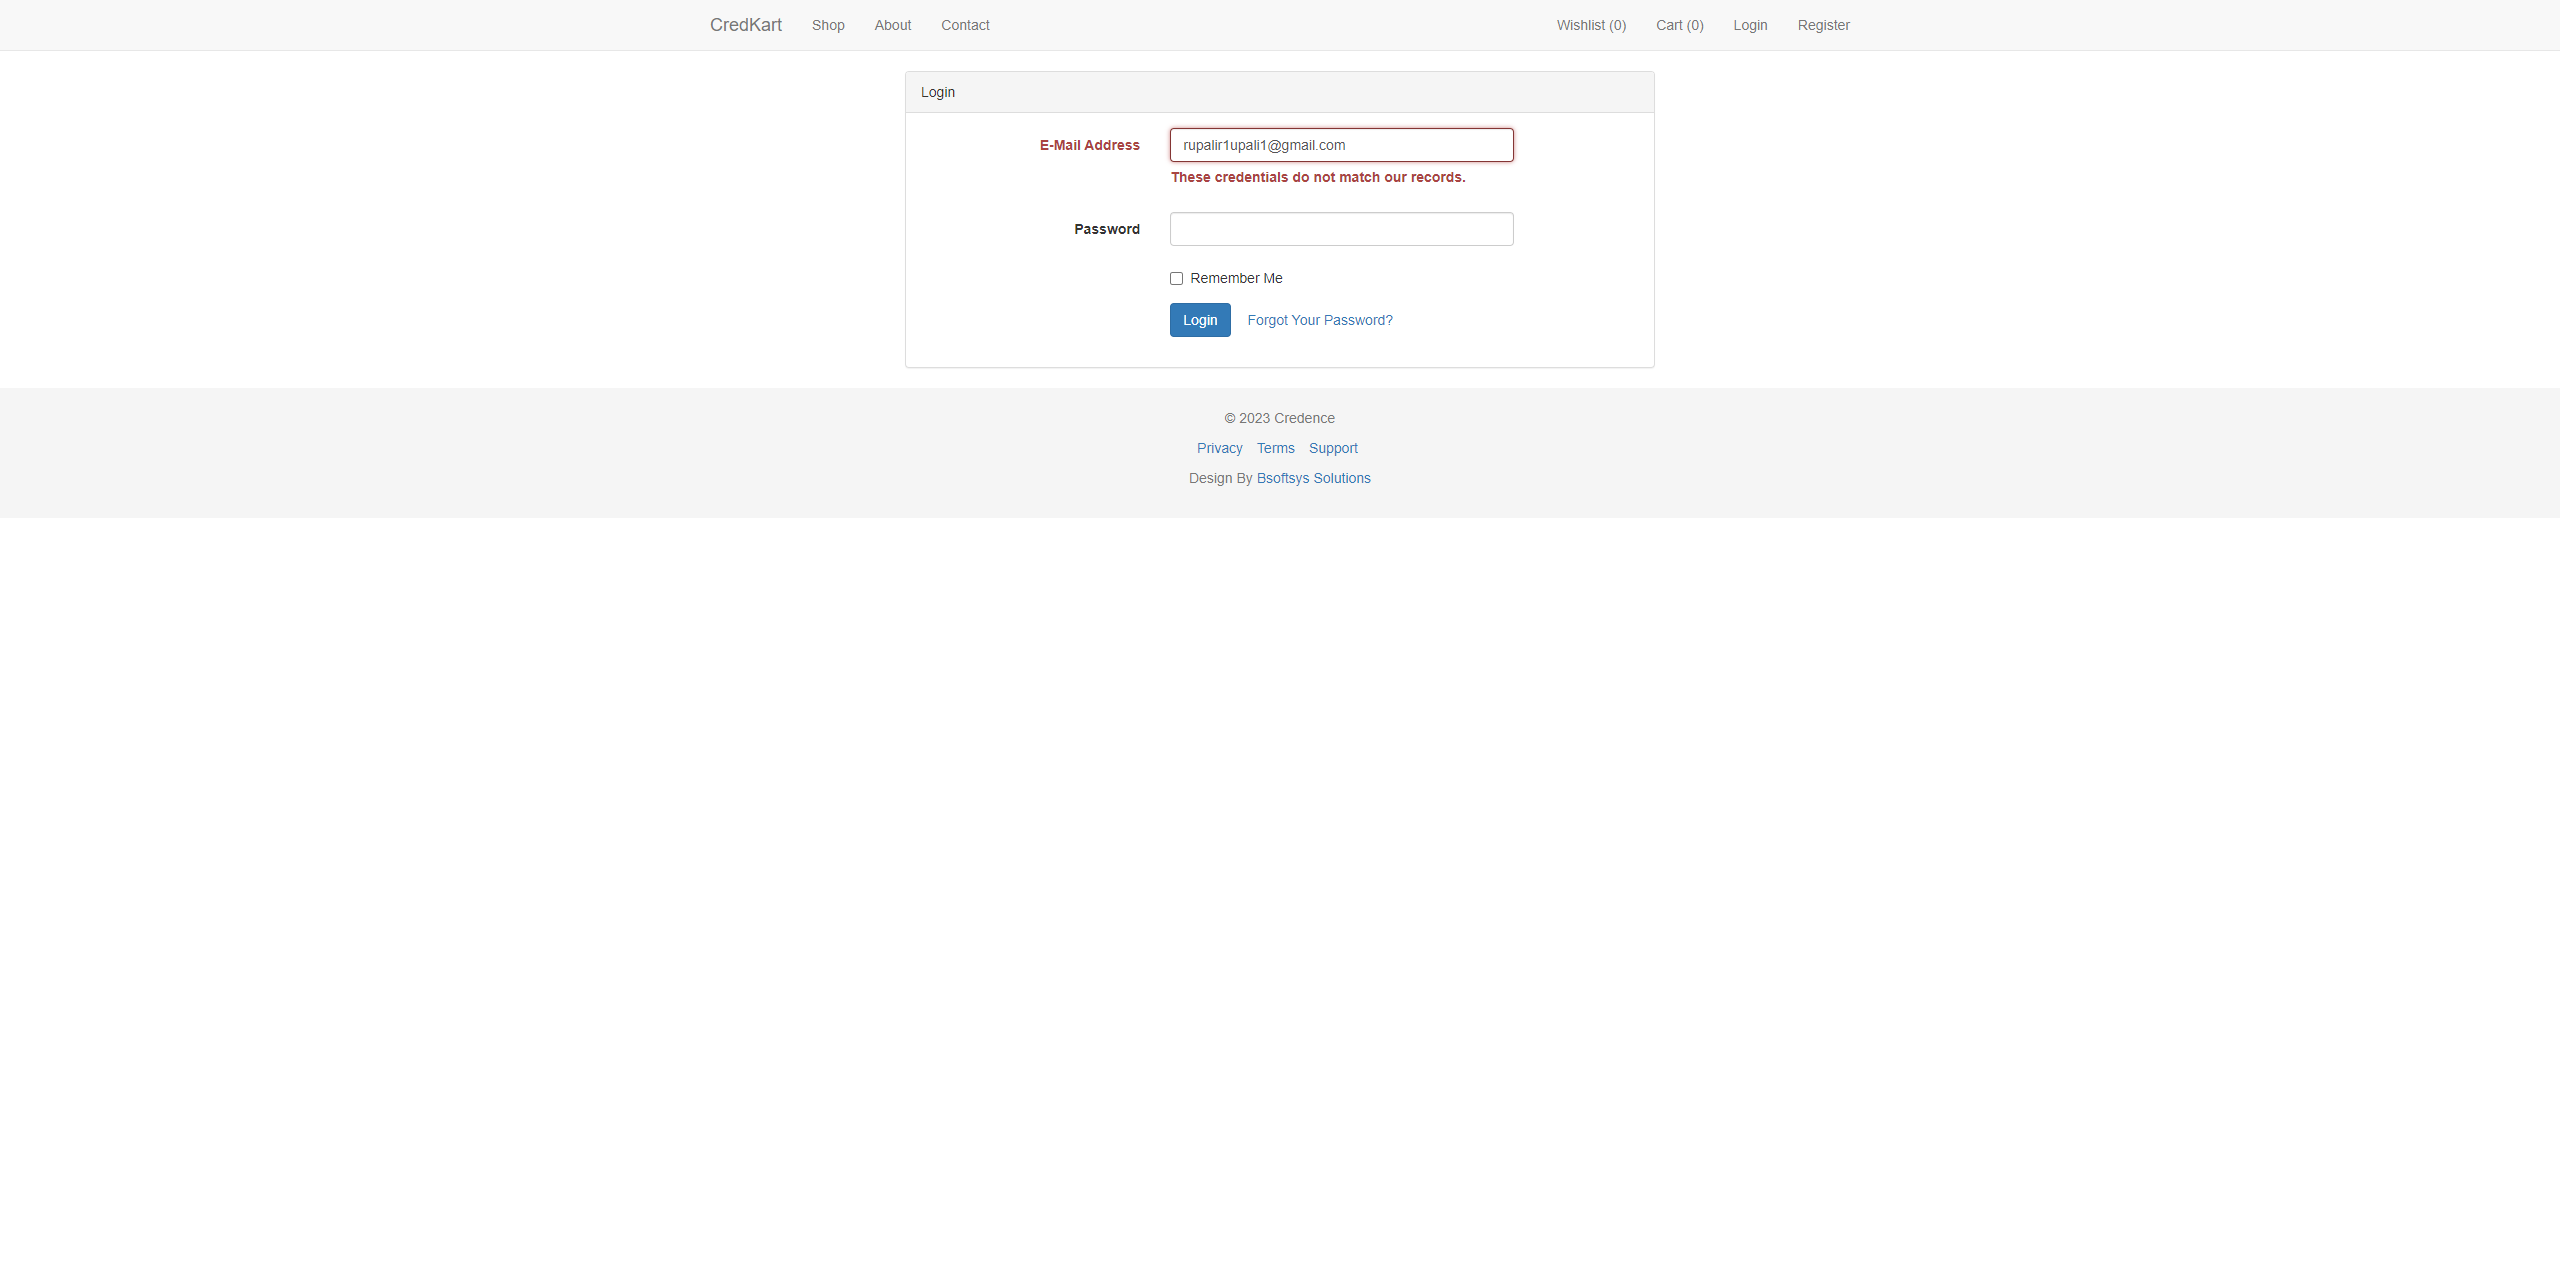 CredKart Shop About Contact Wishlist (0) Cart (0) Login Register
Login
E-Mail Address rupalir1upali1@gmail.com
These credentials do not match our records.
Password
Remember Me
Login Forgot Your Password?
© 2023 Credence
Privacy Terms Support
Design By Bsoftsys Solutions